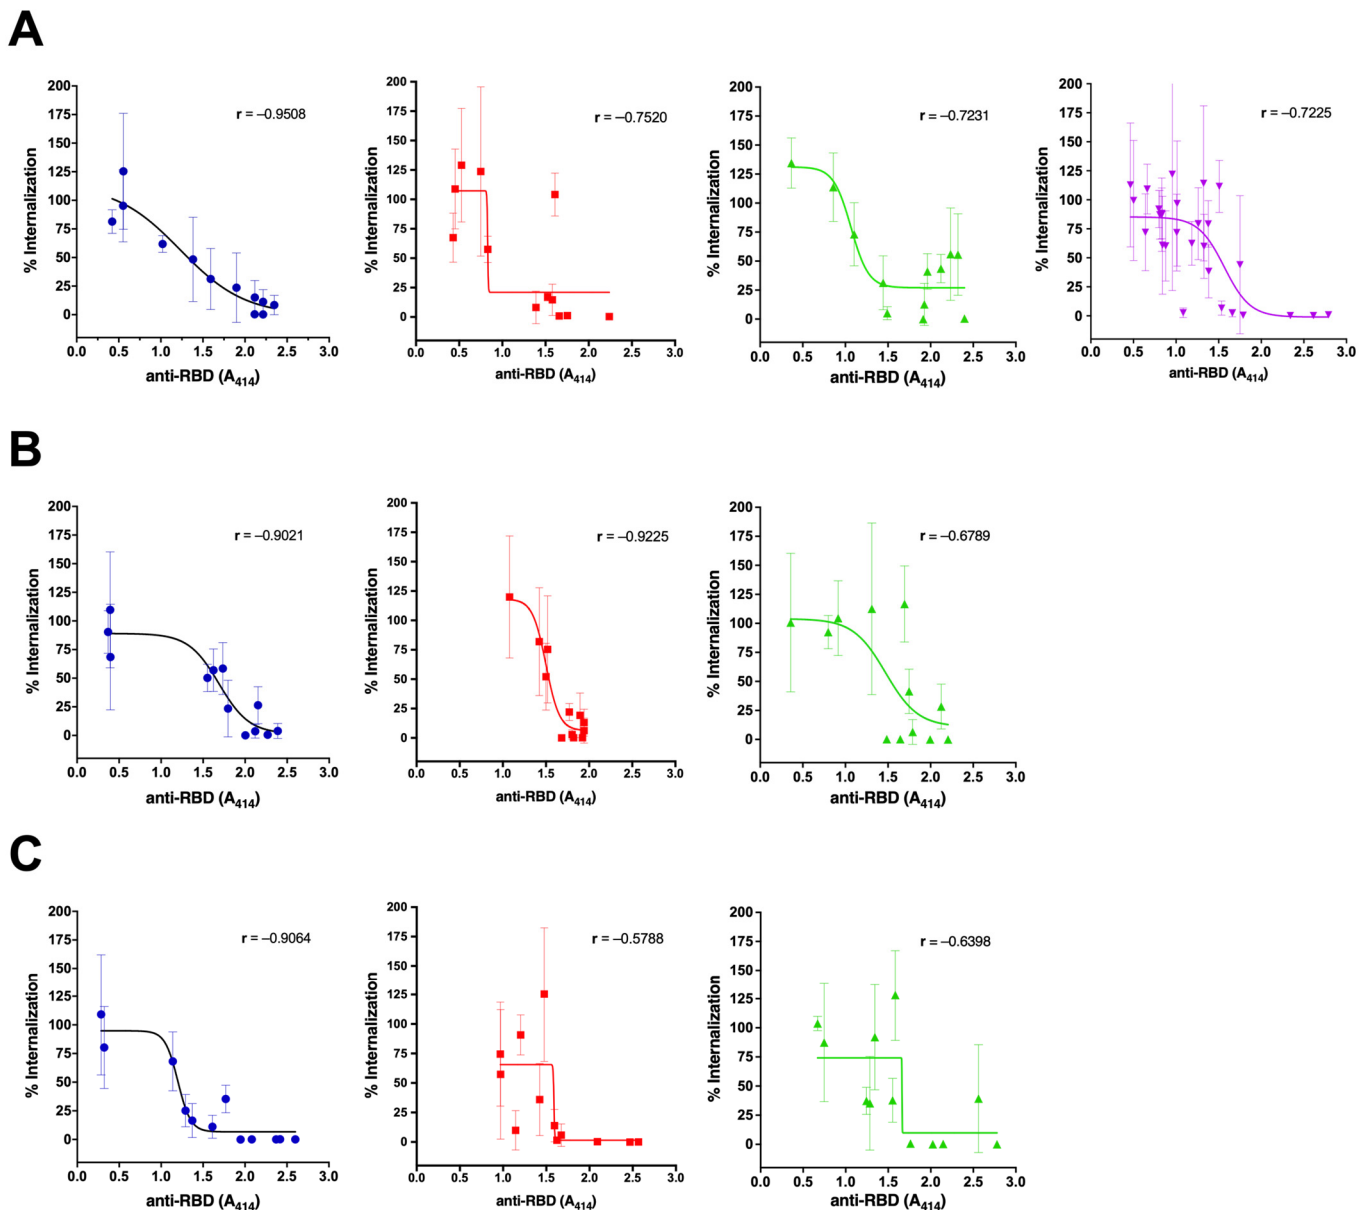 A
r = –0.9508
% Internalization
200
175
150
125
100
75
50
25
0
0.0 0.5 1.0 1.5 2.0 2.5 3.0
anti-RBD (A414)
r = –0.7520
% Internalization
200
175
150
125
100
75
50
25
0
0.0 0.5 1.0 1.5 2.0 2.5 3.0
anti-RBD (A414)
r = –0.7231
% Internalization
200
175
150
125
100
75
50
25
0
0.0 0.5 1.0 1.5 2.0 2.5 3.0
anti-RBD (A414)
r = –0.7225
% Internalization
200
175
150
125
100
75
50
25
0
0.0 0.5 1.0 1.5 2.0 2.5 3.0
anti-RBD (A414)
B
r = –0.9021
% Internalization
200
175
150
125
100
75
50
25
0
0.0 0.5 1.0 1.5 2.0 2.5 3.0
anti-RBD (A414)
r = –0.9225
% Internalization
200
175
150
125
100
75
50
25
0
0.0 0.5 1.0 1.5 2.0 2.5 3.0
anti-RBD (A414)
r = –0.6789
% Internalization
200
175
150
125
100
75
50
25
0
0.0 0.5 1.0 1.5 2.0 2.5 3.0
anti-RBD (A414)
C
r = –0.9064
% Internalization
200
175
150
125
100
75
50
25
0
0.0 0.5 1.0 1.5 2.0 2.5 3.0
anti-RBD (A414)
r = –0.5788
% Internalization
200
175
150
125
100
75
50
25
0
0.0 0.5 1.0 1.5 2.0 2.5 3.0
anti-RBD (A414)
r = –0.6398
% Internalization
200
175
150
125
100
75
50
25
0
0.0 0.5 1.0 1.5 2.0 2.5 3.0
anti-RBD (A414)